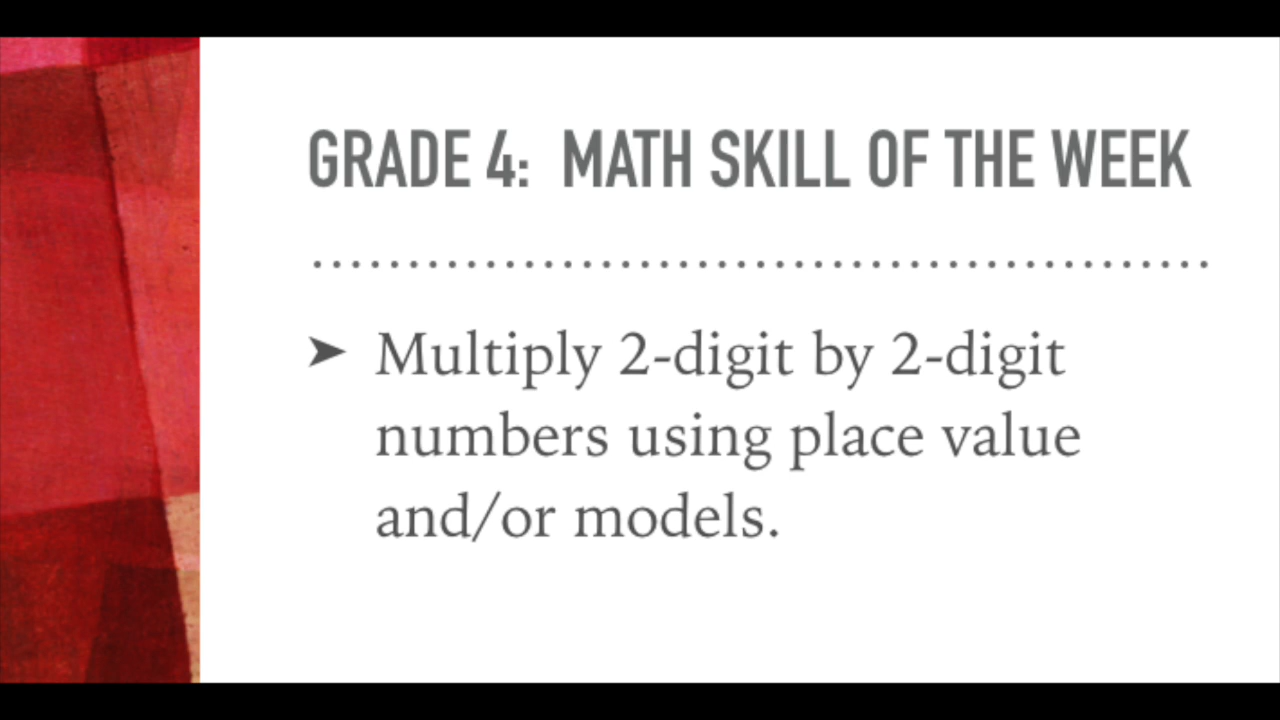 GRADE 4: MATH SKILL OF THE WEEK
➤ Multiply 2-digit by 2-digit
numbers using place value
and/or models.